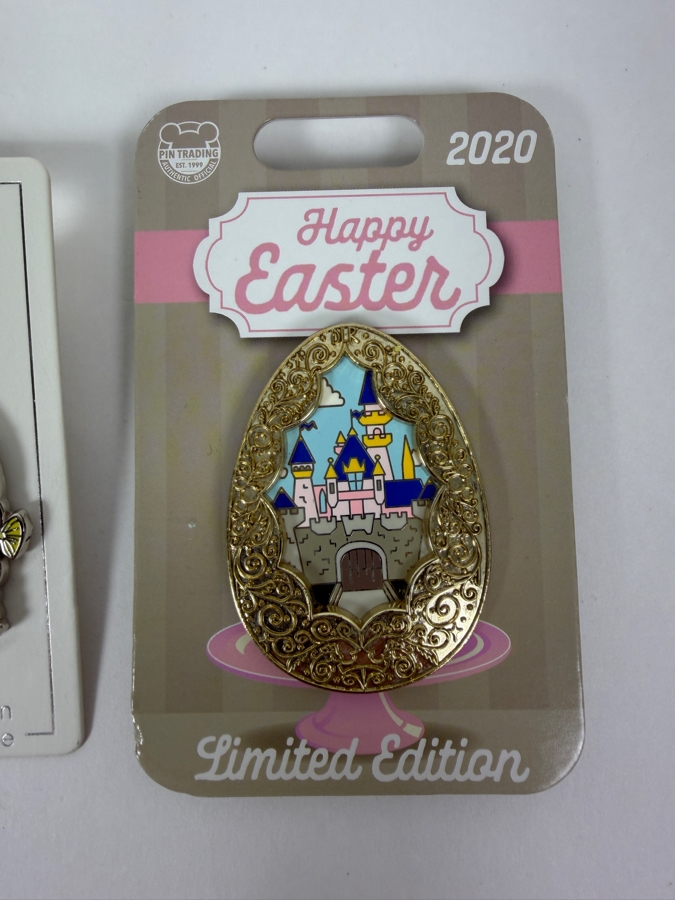 PIN TRADING
EST. 1999
AUTHENTIC OFFICIAL
2020
Happy
Easter
Limited Edition
n
e